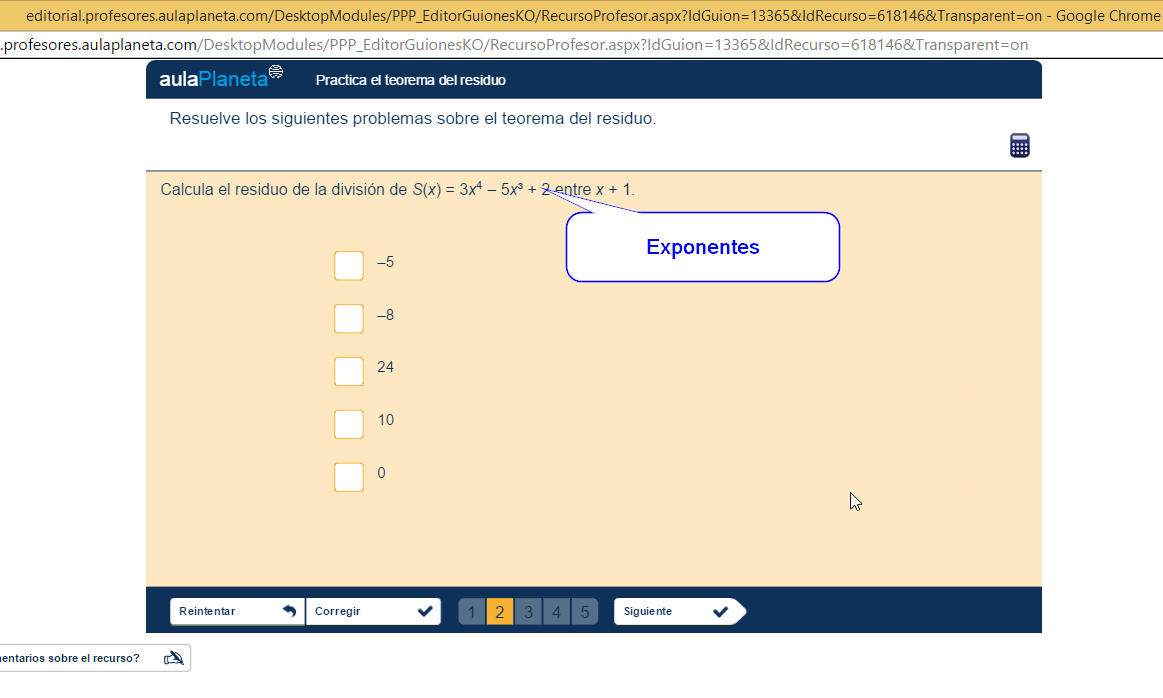 editorial.profesores.aulaplaneta.com/DesktopModules/PPP_EditorGuionesKO/RecursoProfesor.aspx?IdGuion=13365&IdRecurso=618146&Transparent=on - Google Chrome
.profesores.aulaplaneta.com/DesktopModules/PPP_EditorGuionesKO/RecursoProfesor.aspx?IdGuion=13365&IdRecurso=618146&Transparent=on
aulaPlaneta Practica el teorema del residuo
Resuelve los siguientes problemas sobre el teorema del residuo.
Calcula el residuo de la división de S(x) = 3x⁴ – 5x³ + 2 entre x + 1.
Exponentes
–5
–8
24
10
0
Reintentar Corregir 1 2 3 4 5 Siguiente
entarios sobre el recurso?